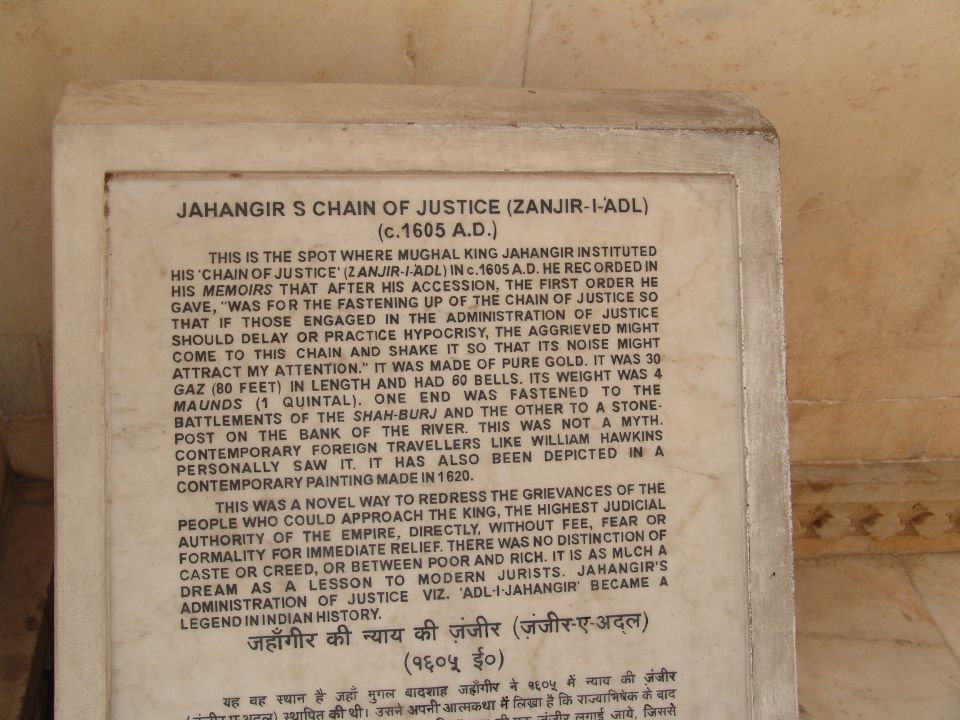 JAHANGIR S CHAIN OF JUSTICE (ZANJIR-I-'ADL)
(c.1605 A.D.)
THIS IS THE SPOT WHERE MUGHAL KING JAHANGIR INSTITUTED
HIS 'CHAIN OF JUSTICE' (ZANJIR-I-'ADL) IN c.1605 A.D. HE RECORDED IN
HIS MEMOIRS THAT AFTER HIS ACCESSION, THE FIRST ORDER HE
GAVE, "WAS FOR THE FASTENING UP OF THE CHAIN OF JUSTICE SO
THAT IF THOSE ENGAGED IN THE ADMINISTRATION OF JUSTICE
SHOULD DELAY OR PRACTICE HYPOCRISY, THE AGGRIEVED MIGHT
COME TO THIS CHAIN AND SHAKE IT SO THAT ITS NOISE MIGHT
ATTRACT MY ATTENTION." IT WAS MADE OF PURE GOLD. IT WAS 30
GAZ (80 FEET) IN LENGTH AND HAD 60 BELLS. ITS WEIGHT WAS 4
MAUNDS (1 QUINTAL). ONE END WAS FASTENED TO THE
BATTLEMENTS OF THE SHAH-BURJ AND THE OTHER TO A STONE-
POST ON THE BANK OF THE RIVER. THIS WAS NOT A MYTH.
CONTEMPORARY FOREIGN TRAVELLERS LIKE WILLIAM HAWKINS
PERSONALLY SAW IT. IT HAS ALSO BEEN DEPICTED IN A
CONTEMPORARY PAINTING MADE IN 1620.
THIS WAS A NOVEL WAY TO REDRESS THE GRIEVANCES OF THE
PEOPLE WHO COULD APPROACH THE KING, THE HIGHEST JUDICIAL
AUTHORITY OF THE EMPIRE, DIRECTLY, WITHOUT FEE, FEAR OR
FORMALITY FOR IMMEDIATE RELIEF. THERE WAS NO DISTINCTION OF
CASTE OR CREED, OR BETWEEN POOR AND RICH. IT IS AS MUCH A
DREAM AS A LESSON TO MODERN JURISTS. JAHANGIR'S
ADMINISTRATION OF JUSTICE VIZ. 'ADL-I-JAHANGIR' BECAME A
LEGEND IN INDIAN HISTORY.
जहाँगीर की न्याय की ज़ंजीर (ज़ंजीर-ए-अद्ल)
(१६०५ ई०)
यह वह स्थान है जहाँ मुगल बादशाह जहाँगीर ने १६०५ में न्याय की ज़ंजीर
(ज़ंजीर-ए-अद्ल) स्थापित की थी। उसने अपनी आत्मकथा में लिखा है कि राज्याभिषेक के बाद
ज़ंजीर लगाई जाये, जिससे